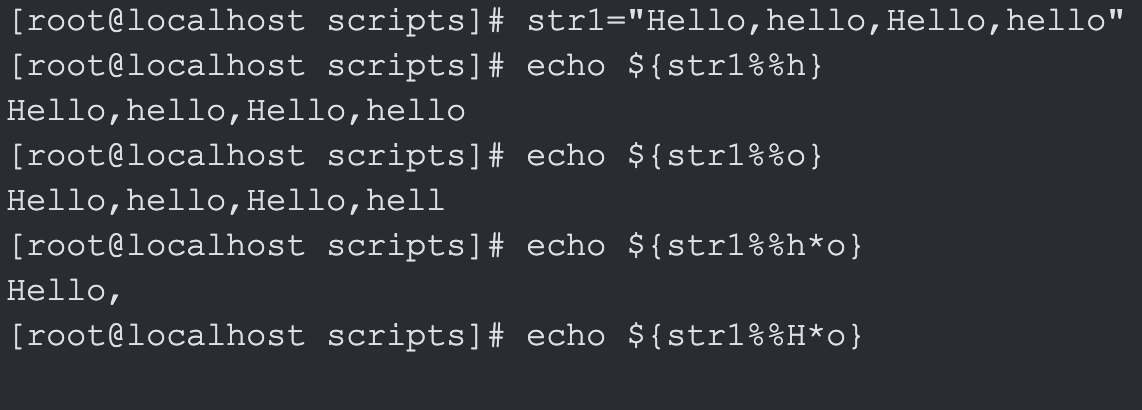 [root@localhost scripts]# str1="Hello,hello,Hello,hello"
[root@localhost scripts]# echo ${str1%%h}
Hello,hello,Hello,hello
[root@localhost scripts]# echo ${str1%%o}
Hello,hello,Hello,hell
[root@localhost scripts]# echo ${str1%%h*o}
Hello,
[root@localhost scripts]# echo ${str1%%H*o}